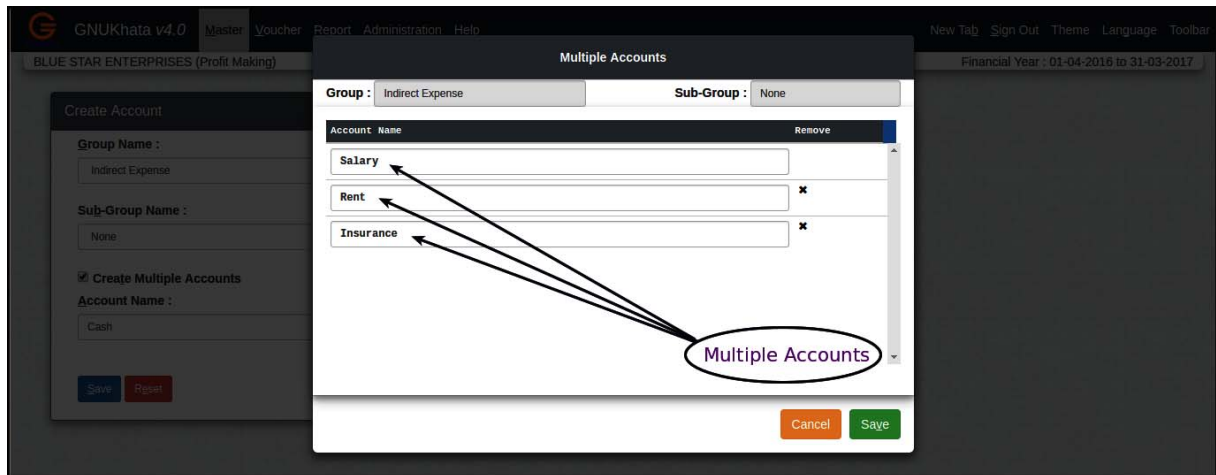 GNUKhata v4.0 Master Voucher Report Administration Help New Tab Sign Out Theme Language Toolbar
BLUE STAR ENTERPRISES (Profit Making) Financial Year : 01-04-2016 to 31-03-2017
Multiple Accounts
Group : Indirect Expense Sub-Group : None
Create Account
Group Name :
Indirect Expense
Sub-Group Name :
None
Create Multiple Accounts
Account Name :
Cash
Save Reset
Account Name Remove
Salary
Rent ✖
Insurance ✖
Multiple Accounts
Cancel Save